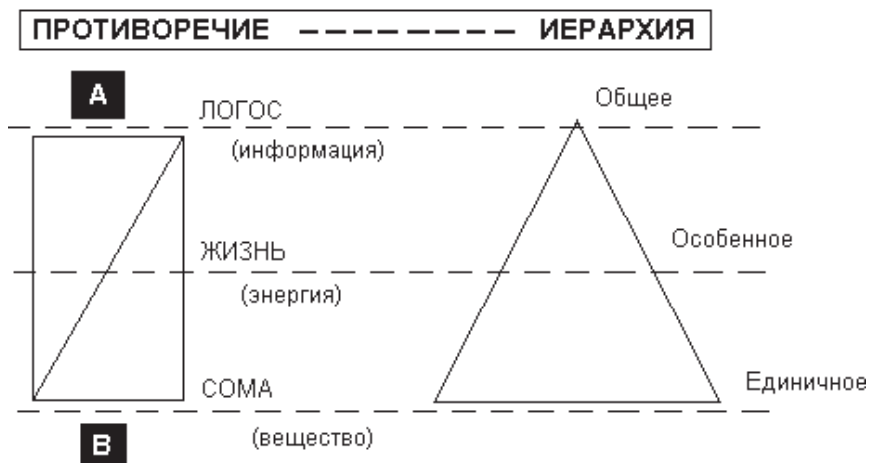 ПРОТИВОРЕЧИЕ – – – – – – – – – ИЕРАРХИЯ
А
ЛОГОС
Общее
(информация)
ЖИЗНЬ
Особенное
(энергия)
СОМА
Единичное
В
(вещество)